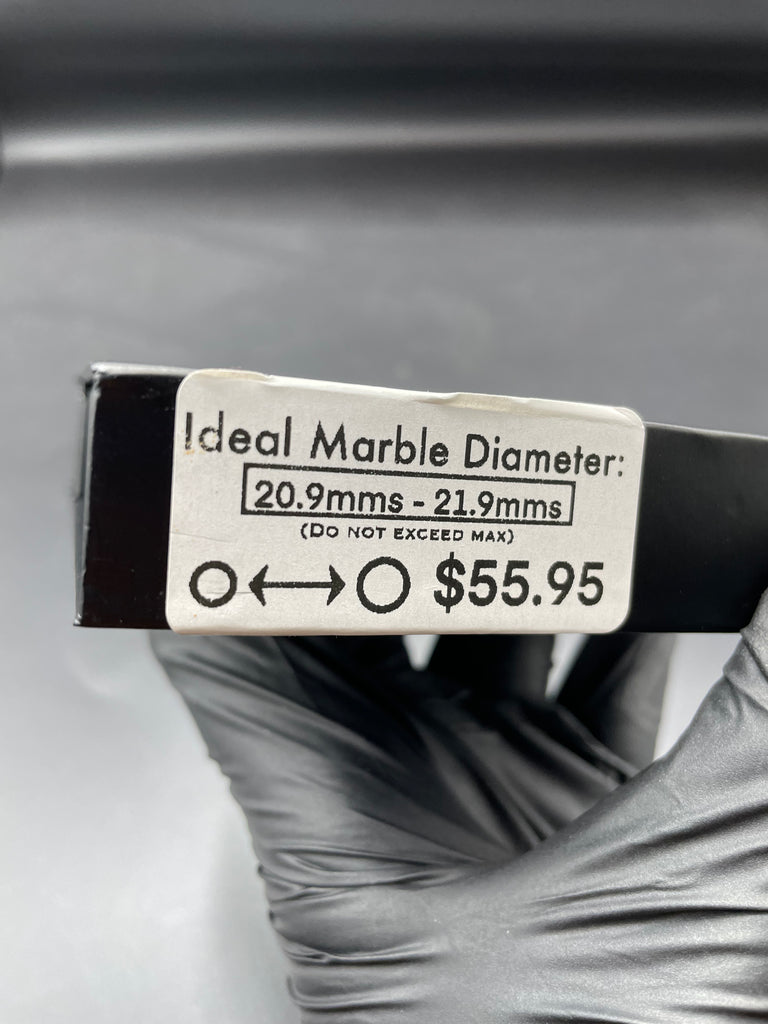 Ideal Marble Diameter:
20.9mms - 21.9mms
(DO NOT EXCEED MAX)
$55.95